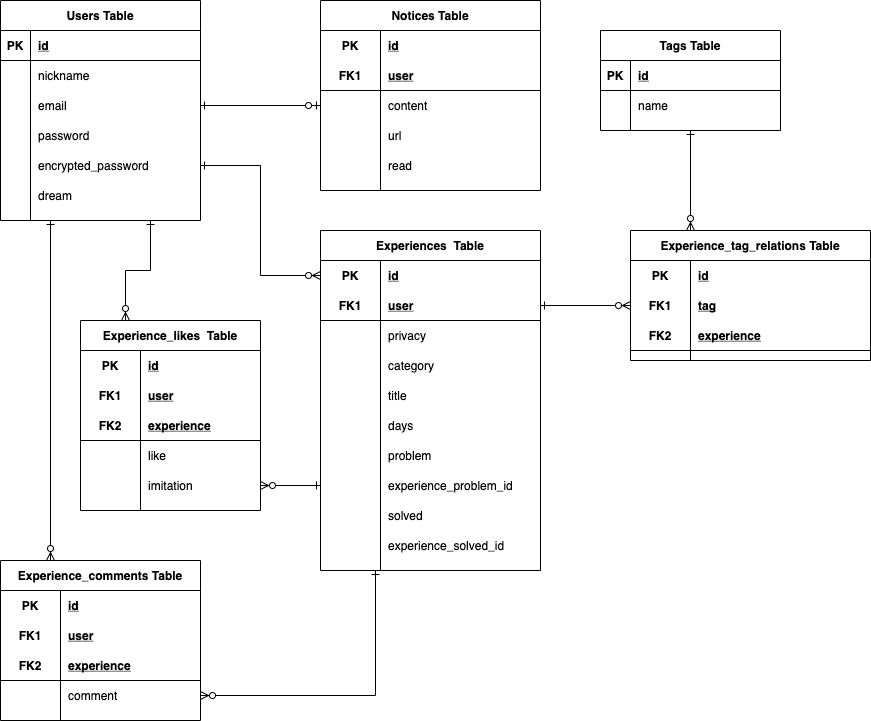 Users Table
PK id
nickname
email
password
encrypted_password
dream
Notices Table
PK id
FK1 user
content
url
read
Tags Table
PK id
name
Experiences Table
PK id
FK1 user
privacy
category
title
days
problem
experience_problem_id
solved
experience_solved_id
Experience_tag_relations Table
PK id
FK1 tag
FK2 experience
Experience_likes Table
PK id
FK1 user
FK2 experience
like
imitation
Experience_comments Table
PK id
FK1 user
FK2 experience
comment